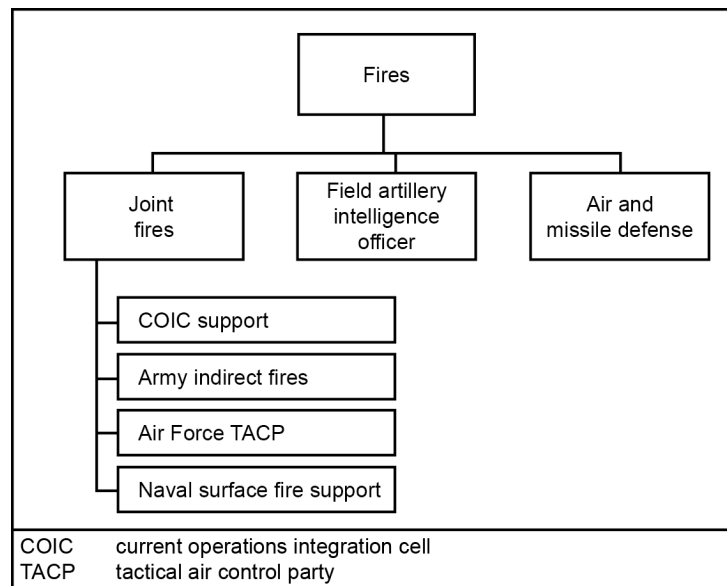 Fires
Joint
fires
Field artillery
intelligence
officer
Air and
missile defense
COIC support
Army indirect fires
Air Force TACP
Naval surface fire support
COIC current operations integration cell
TACP tactical air control party